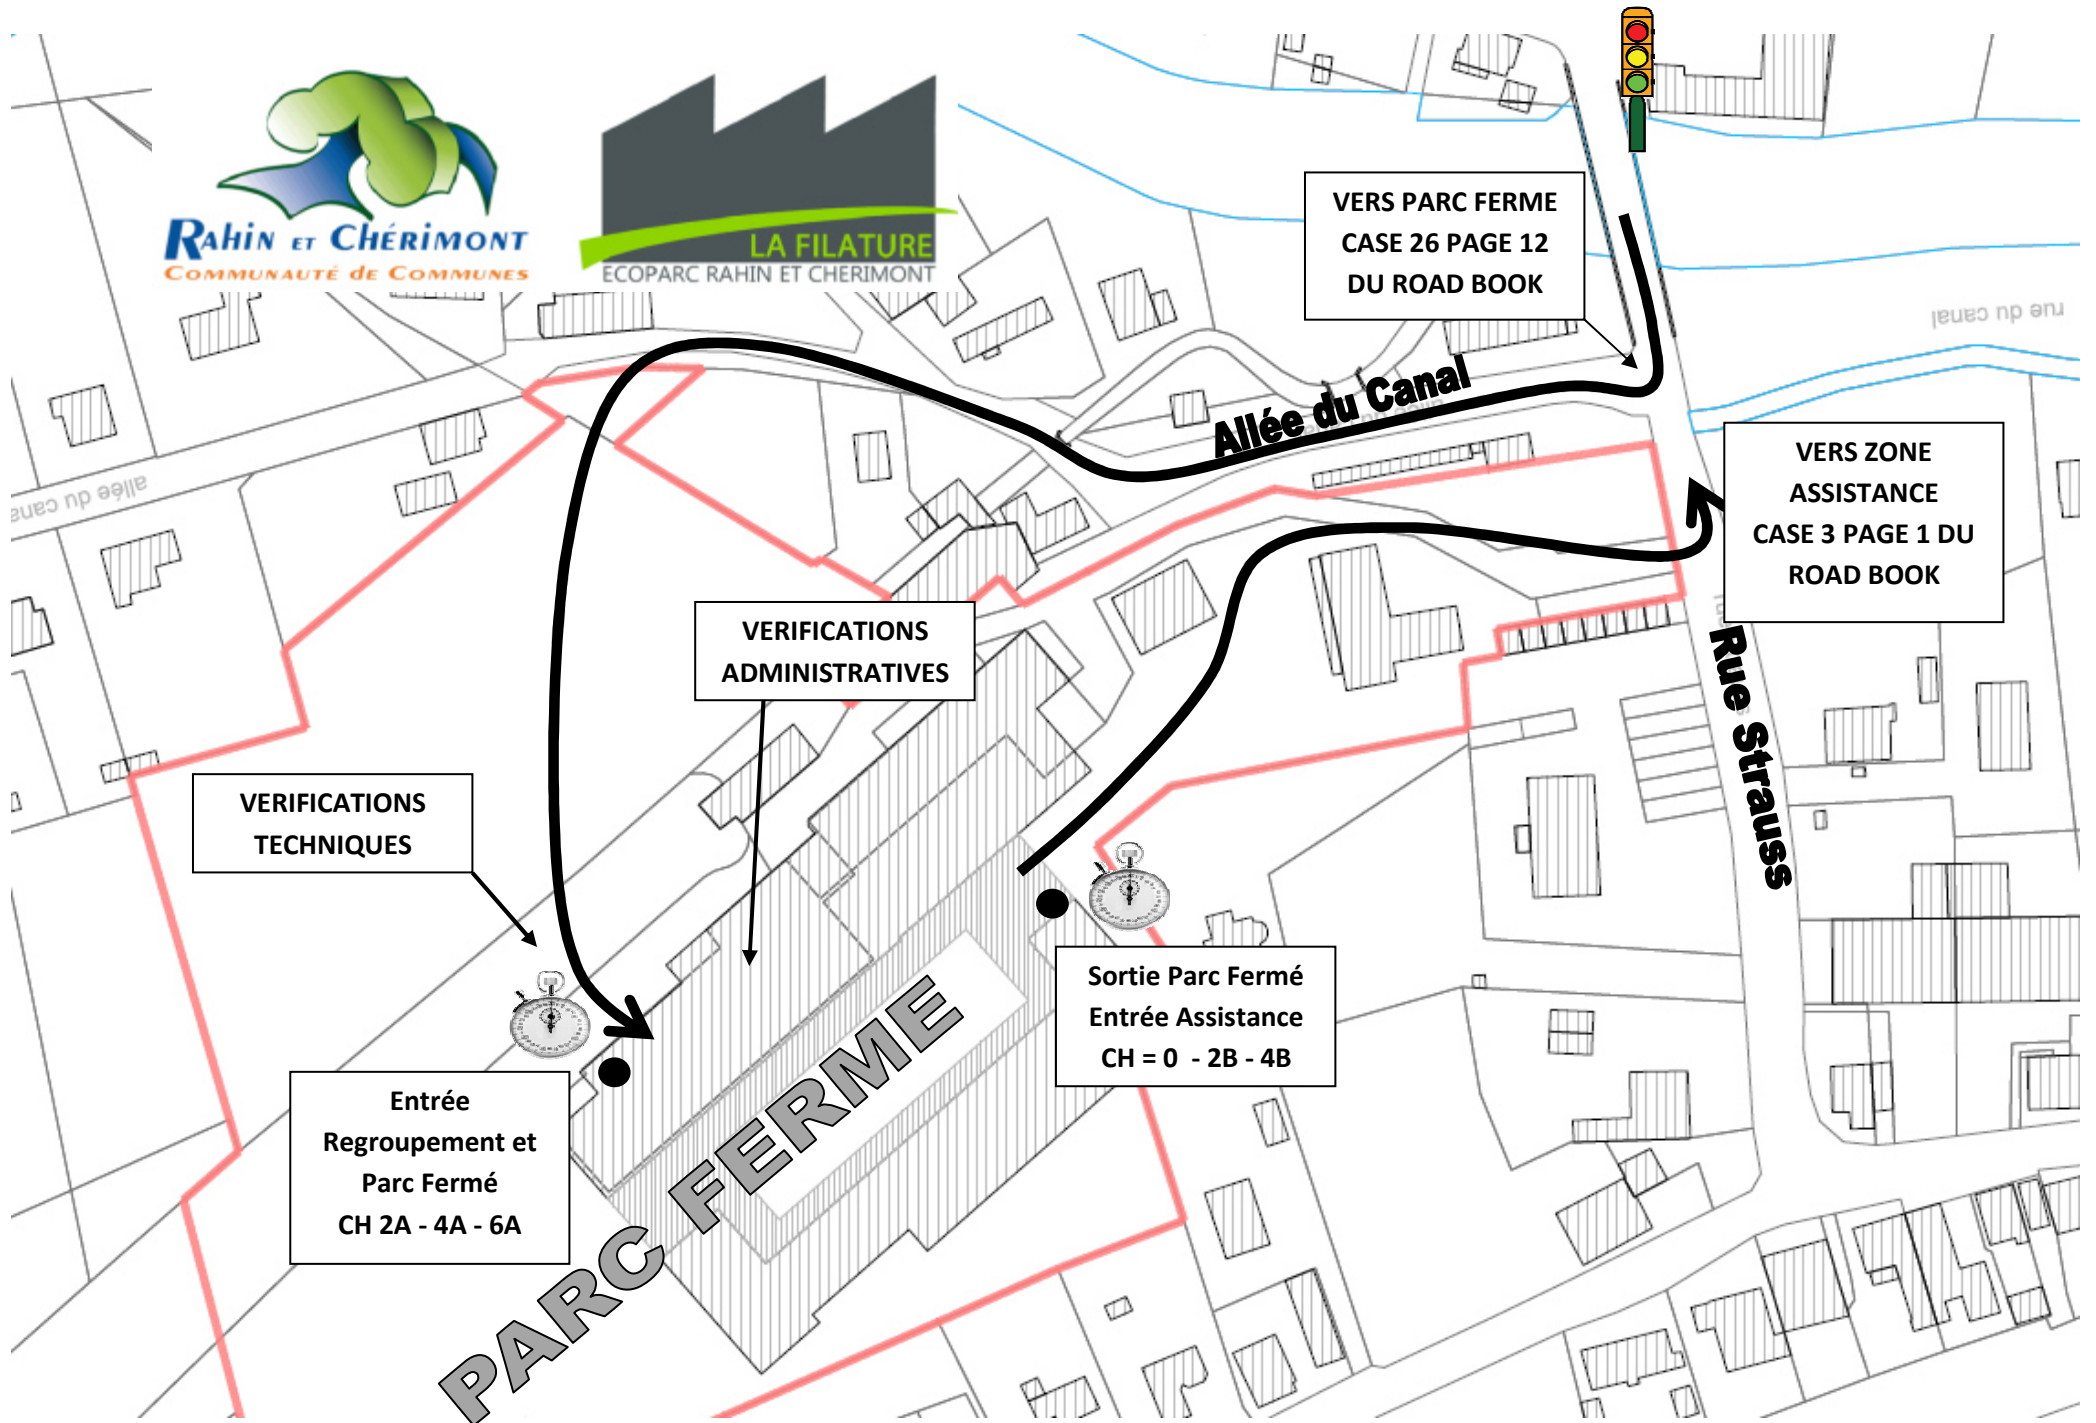 RAHIN ET CHÉRIMONT
COMMUNAUTÉ de COMMUNES
LA FILATURE
ECOPARC RAHIN ET CHERIMONT
VERS PARC FERME
CASE 26 PAGE 12
DU ROAD BOOK
rue du canal
Allée du Canal
allée du canal
VERS ZONE
ASSISTANCE
CASE 3 PAGE 1 DU
ROAD BOOK
Rue Strauss
VERIFICATIONS
ADMINISTRATIVES
VERIFICATIONS
TECHNIQUES
Sortie Parc Fermé
Entrée Assistance
CH = 0 - 2B - 4B
Entrée
Regroupement et
Parc Fermé
CH 2A - 4A - 6A
PARC FERME